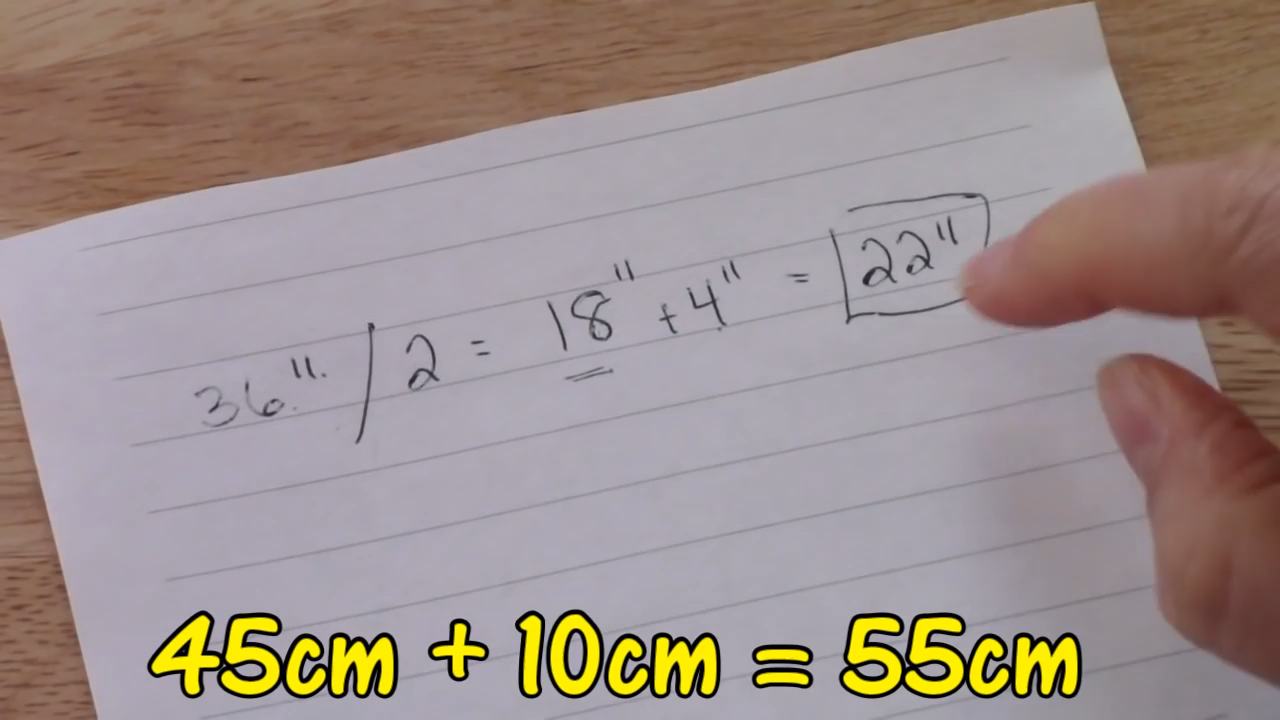 36" / 2 = 18" + 4" = 22"
45cm + 10cm = 55cm